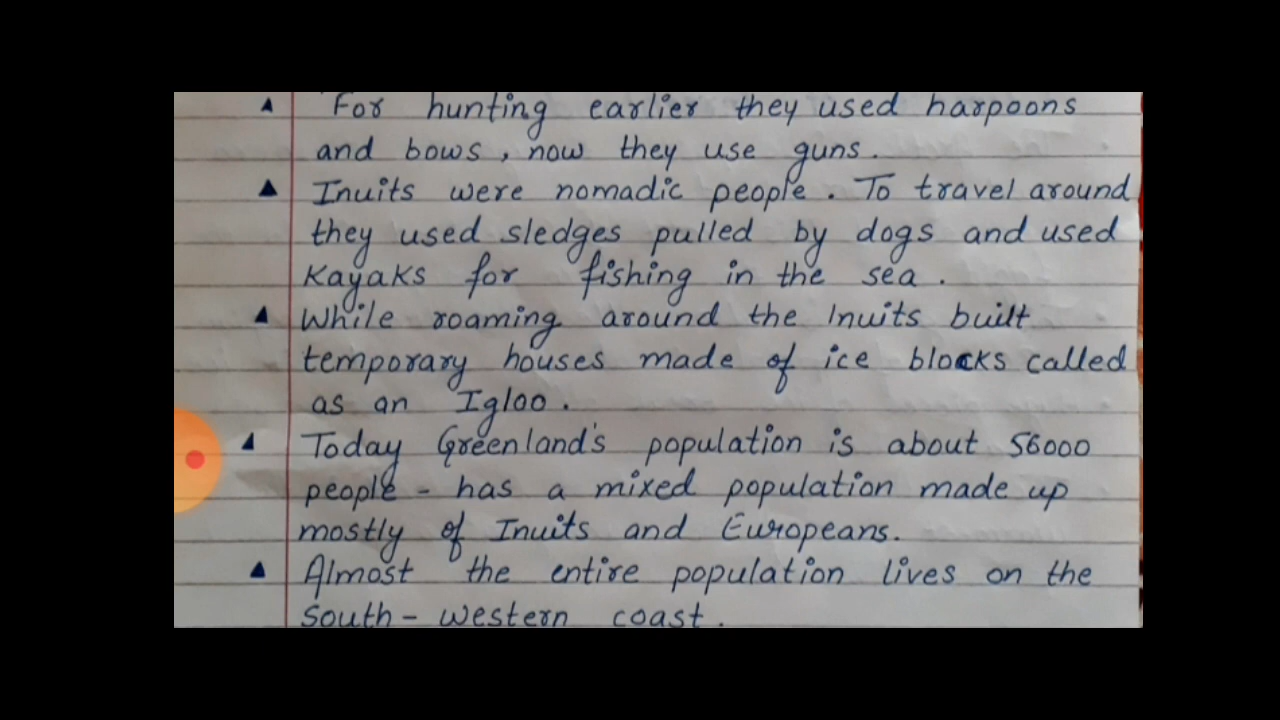 ▲ For hunting earlier they used harpoons
and bows, now they use guns.
▲ Inuits were nomadic people. To travel around
they used sledges pulled by dogs and used
Kayaks for fishing in the sea.
▲ While roaming around the Inuits built
temporary houses made of ice blocks called
as an Igloo.
▲ Today Greenland's population is about 56000
people - has a mixed population made up
mostly of Inuits and Europeans.
▲ Almost the entire population lives on the
South-western coast.